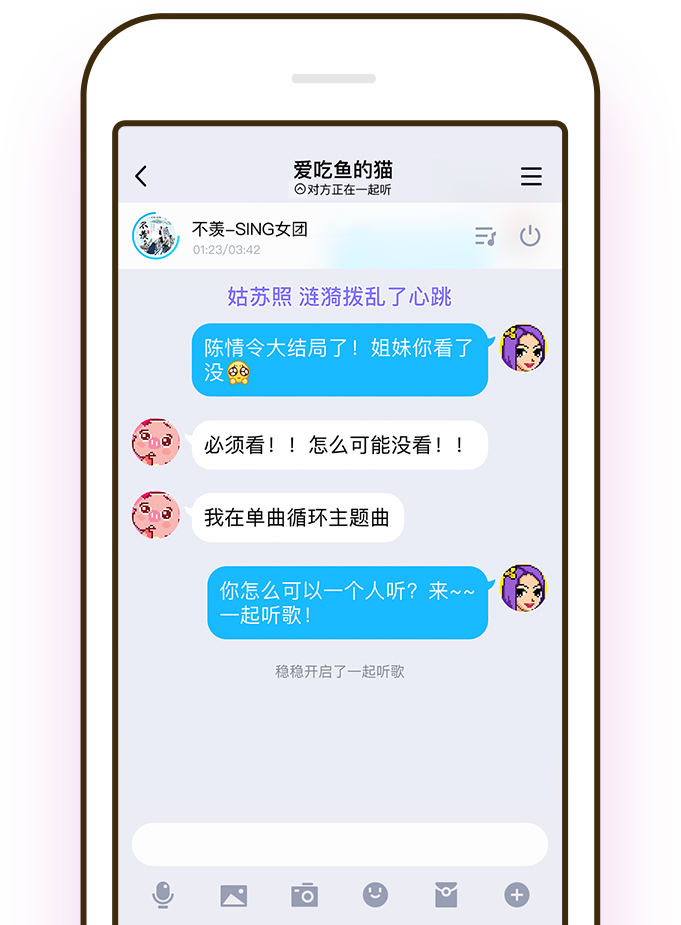 爱吃鱼的猫
对方正在一起听
不羡
不羡-SING女团
01:23/03:42
姑苏照 涟漪拨乱了心跳
陈情令大结局了！姐妹你看了
没
必须看！！怎么可能没看！！
我在单曲循环主题曲
你怎么可以一个人听？来~~
一起听歌！
稳稳开启了一起听歌